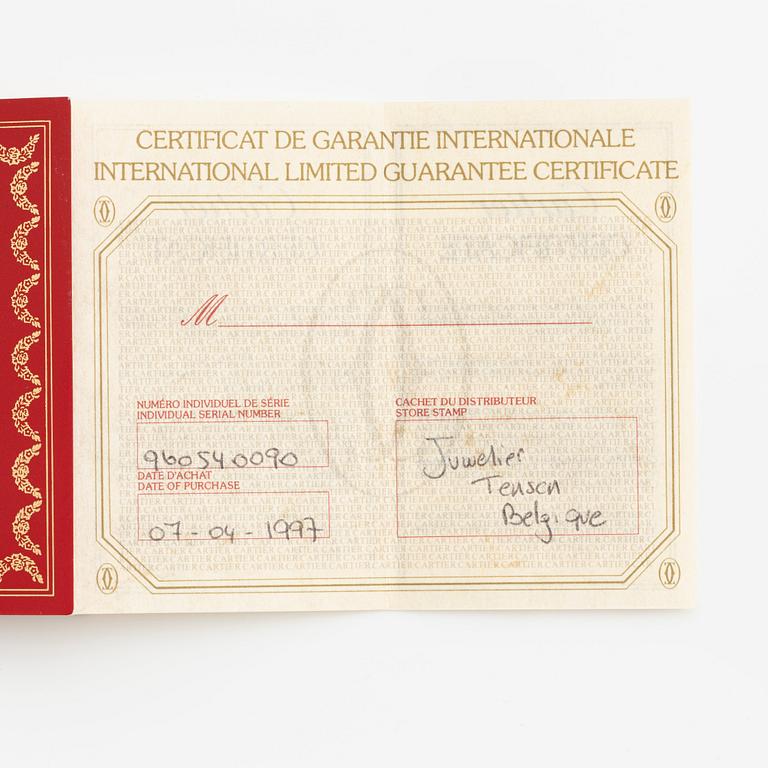 CERTIFICAT DE GARANTIE INTERNATIONALE
INTERNATIONAL LIMITED GUARANTEE CERTIFICATE
M
NUMÉRO INDIVIDUEL DE SÉRIE
INDIVIDUAL SERIAL NUMBER
960540090
DATE D'ACHAT
DATE OF PURCHASE
07-04-1997
CACHET DU DISTRIBUTEUR
STORE STAMP
Juwelier
Tensen
Belgique